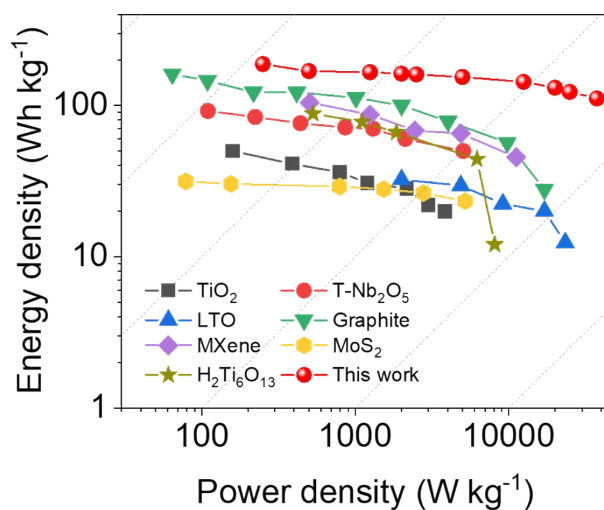 Energy density (Wh kg⁻¹)
100
10
1
TiO₂
T-Nb₂O₅
LTO
Graphite
MXene
MoS₂
H₂Ti₆O₁₃
This work
100
1000
10000
Power density (W kg⁻¹)